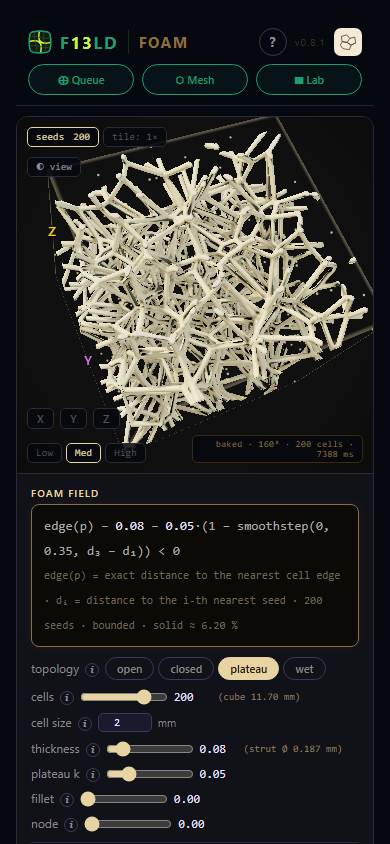 F13LD FOAM ? v0.8.1
Queue Mesh Lab
seeds 200 tile: 1×
view
Z
Y
X Y Z
Low Med High
baked · 160³ · 200 cells ·
7388 ms
FOAM FIELD
edge(p) − 0.08 − 0.05·(1 − smoothstep(0,
0.35, d₃ − d₁)) < 0
edge(p) = exact distance to the nearest cell edge
· dᵢ = distance to the i-th nearest seed · 200
seeds · bounded · solid ≈ 6.20 %
topology i open closed plateau wet
cells i 200 (cube 11.70 mm)
cell size i 2 mm
thickness i 0.08 (strut Ø 0.187 mm)
plateau k i 0.05
fillet i 0.00
node i 0.00